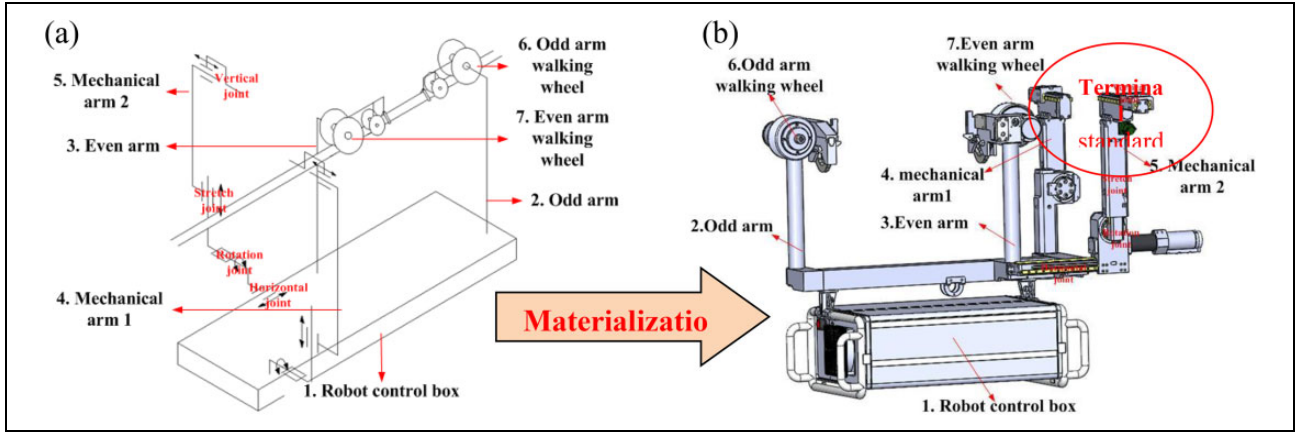 (a)
5. Mechanical
arm 2
3. Even arm
4. Mechanical
arm 1
Vertical
joint
Stretch
joint
Rotation
joint
Horizontal
joint
6. Odd arm
walking
wheel
7. Even arm
walking
wheel
2. Odd arm
1. Robot control box
Materializatio
(b)
6.Odd arm
walking wheel
7.Even arm
walking wheel
Termina
standard
4. mechanical
arm1
5. Mechanical
arm 2
2.Odd arm
3.Even arm
joint
joint
joint
1. Robot control box